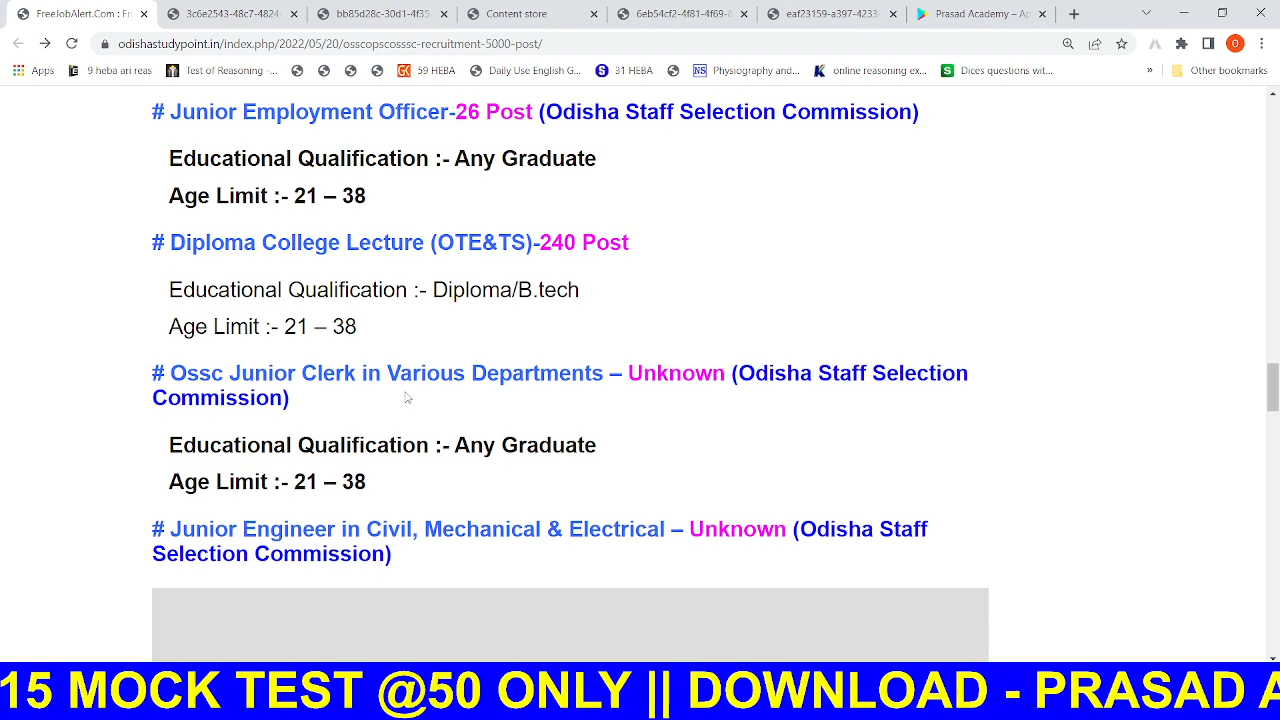 FreeJobAlert.Com : Fr
3c6e2543-48c7-4824-
bb85d28c-30d1-4f35-
Content store
6eb54cf2-4f81-4f69-8
eaf23159-a397-4233-
Prasad Academy – Ap
odishastudypoint.in/index.php/2022/05/20/osscopscosssc-recruitment-5000-post/
O
Apps
9 heba ari reas
Test of Reasoning -...
GK
59 HEBA
Daily Use English G...
S
31 HEBA
NS
Physiography and...
K
online reasoning ex...
S
Dices questions wit...
»
Other bookmarks
# Junior Employment Officer-26 Post (Odisha Staff Selection Commission)
Educational Qualification :- Any Graduate
Age Limit :- 21 – 38
# Diploma College Lecture (OTE&TS)-240 Post
Educational Qualification :- Diploma/B.tech
Age Limit :- 21 – 38
# Ossc Junior Clerk in Various Departments – Unknown (Odisha Staff Selection
Commission)
Educational Qualification :- Any Graduate
Age Limit :- 21 – 38
# Junior Engineer in Civil, Mechanical & Electrical – Unknown (Odisha Staff
Selection Commission)
15 MOCK TEST @50 ONLY || DOWNLOAD - PRASAD A